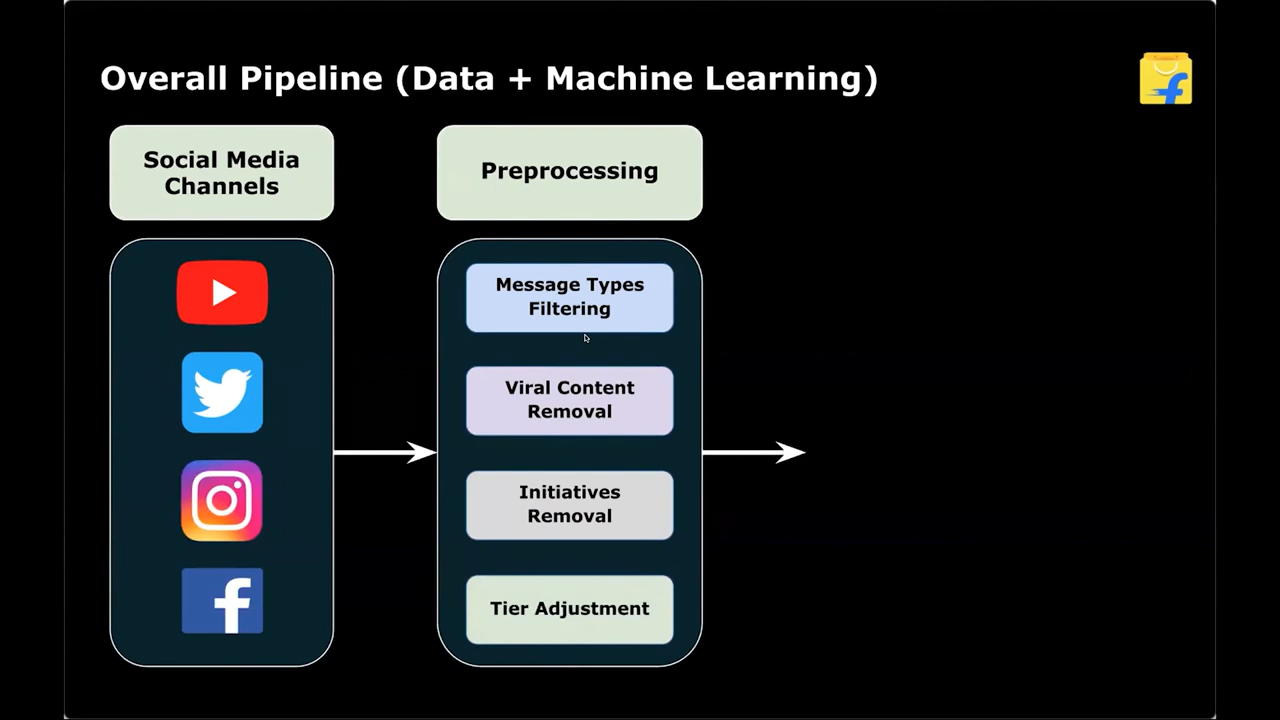 Overall Pipeline (Data + Machine Learning)
Social Media
Channels
Preprocessing
Message Types
Filtering
Viral Content
Removal
Initiatives
Removal
Tier Adjustment